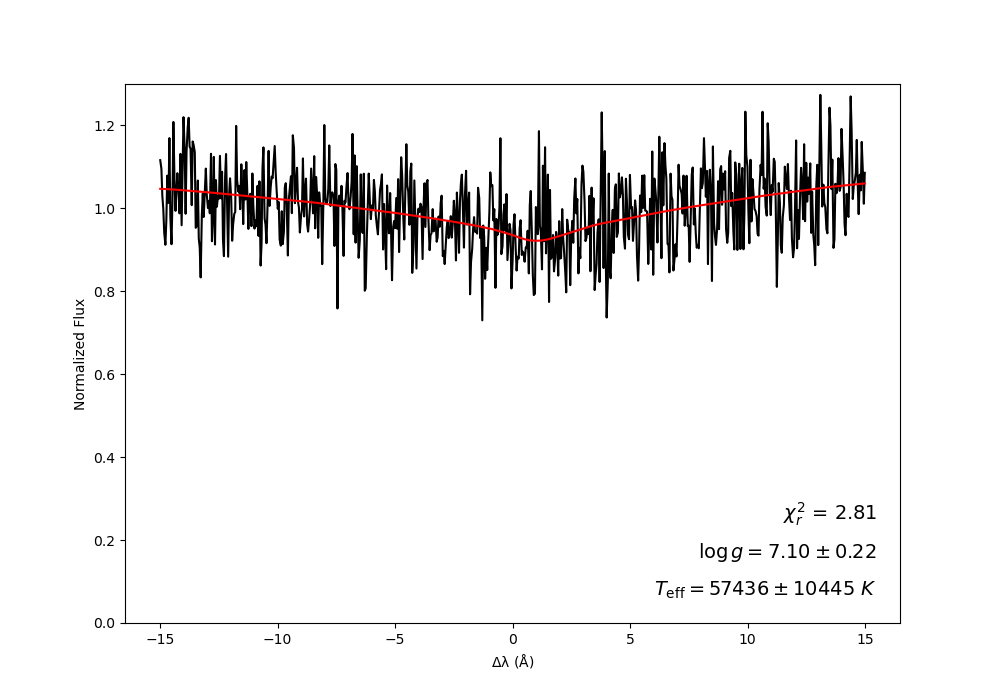 1.2
1.0
0.8
0.6
0.4
0.2
0.0
Normalized Flux
χ²ᵣ = 2.81
log g = 7.10 ± 0.22
T_eff = 57436 ± 10445 K
−15 −10 −5 0 5 10 15
Δλ (Å)